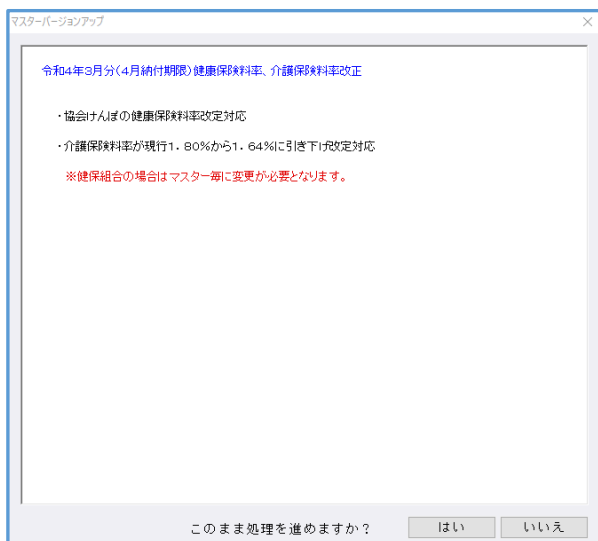 マスターバージョンアップ
令和4年3月分(4月納付期限)健康保険料率、介護保険料率改正
・協会けんぽの健康保険料率改定対応
・介護保険料率が現行1．80%から1．64%に引き下げ改定対応
※健保組合の場合はマスター毎に変更が必要となります。
このまま処理を進めますか？
はい
いいえ